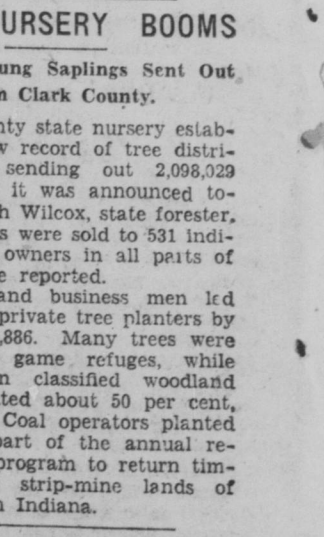 URSERY BOOMS
ung Saplings Sent Out
n Clark County.
nty state nursery estab-
w record of tree distri-
sending out 2,098,029
it was announced to-
h Wilcox, state forester.
s were sold to 531 indi-
owners in all parts of
e reported.
and business men led
private tree planters by
,886. Many trees were
game refuges, while
n classified woodland
ted about 50 per cent.
Coal operators planted
part of the annual re-
program to return tim-
strip-mine lands of
n Indiana.